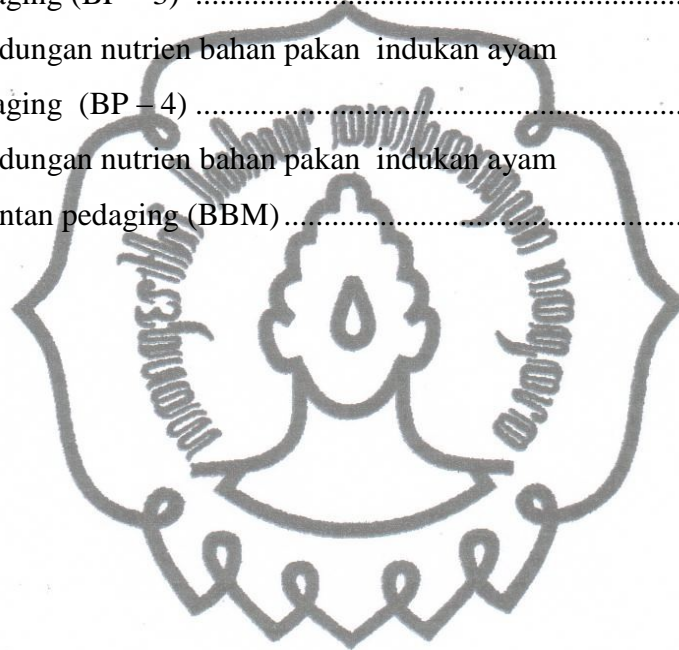 aging (BP – 3) ........................................................
dungan nutrien bahan pakan indukan ayam
aging (BP – 4) ........................................................
dungan nutrien bahan pakan indukan ayam
ntan pedaging (BBM) .............................................